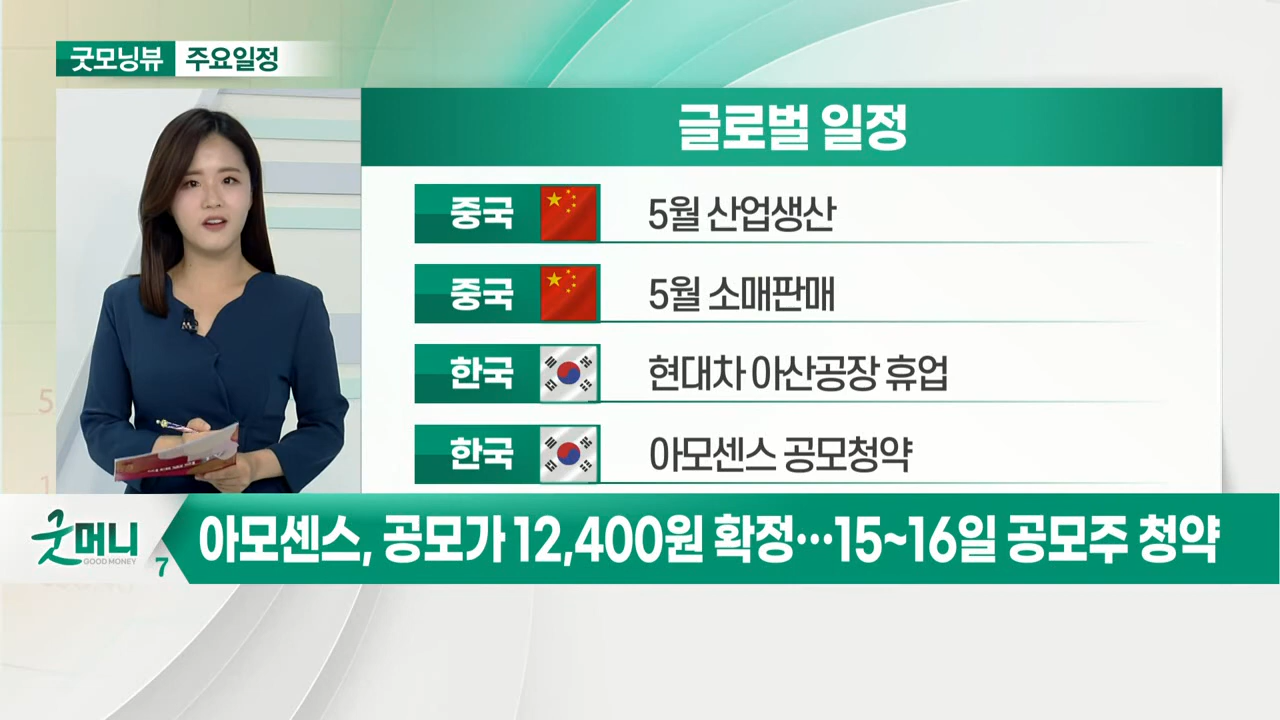 굿모닝뷰 주요일정
글로벌 일정
중국 5월 산업생산
중국 5월 소매판매
한국 현대차 아산공장 휴업
한국 아모센스 공모청약
5
1
굿머니
GOOD MONEY
7
아모센스, 공모가 12,400원 확정…15~16일 공모주 청약